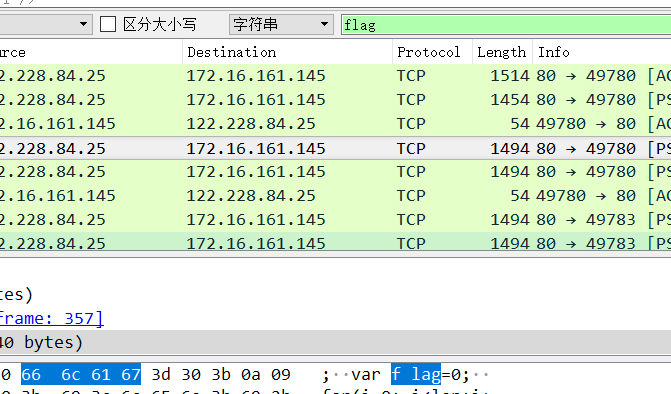 区分大小写 字符串 flag
urce Destination Protocol Length Info
2.228.84.25 172.16.161.145 TCP 1514 80 → 49780 [AC
2.228.84.25 172.16.161.145 TCP 1454 80 → 49780 [PS
2.16.161.145 122.228.84.25 TCP 54 49780 → 80 [AC
2.228.84.25 172.16.161.145 TCP 1494 80 → 49780 [PS
2.228.84.25 172.16.161.145 TCP 1494 80 → 49780 [PS
2.16.161.145 122.228.84.25 TCP 54 49780 → 80 [AC
2.228.84.25 172.16.161.145 TCP 1494 80 → 49783 [PS
2.228.84.25 172.16.161.145 TCP 1494 80 → 49783 [PS
tes)
frame: 357]
40 bytes)
0 66 6c 61 67 3d 30 3b 0a 09 ;··var f lag=0;··